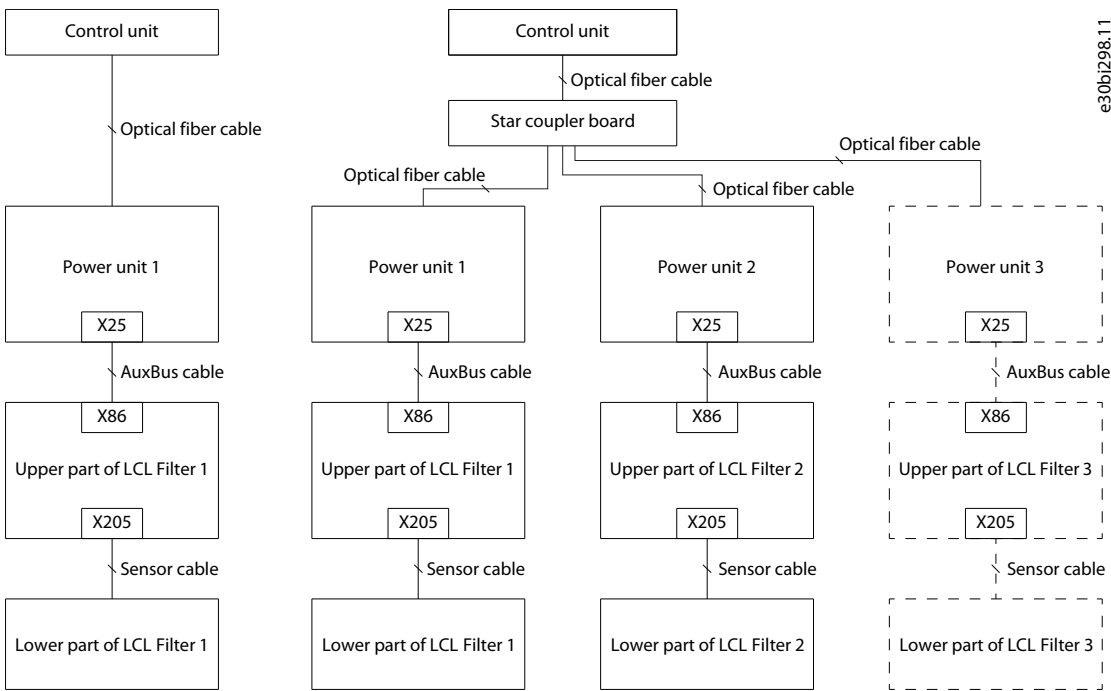 Control unit
Control unit
e30bi298.11
Optical fiber cable
Star coupler board
Optical fiber cable
Optical fiber cable
Optical fiber cable
Optical fiber cable
Power unit 1
Power unit 1
Power unit 2
Power unit 3
X25
X25
X25
X25
AuxBus cable
AuxBus cable
AuxBus cable
AuxBus cable
X86
X86
X86
X86
Upper part of LCL Filter 1
Upper part of LCL Filter 1
Upper part of LCL Filter 2
Upper part of LCL Filter 3
X205
X205
X205
X205
Sensor cable
Sensor cable
Sensor cable
Sensor cable
Lower part of LCL Filter 1
Lower part of LCL Filter 1
Lower part of LCL Filter 2
Lower part of LCL Filter 3